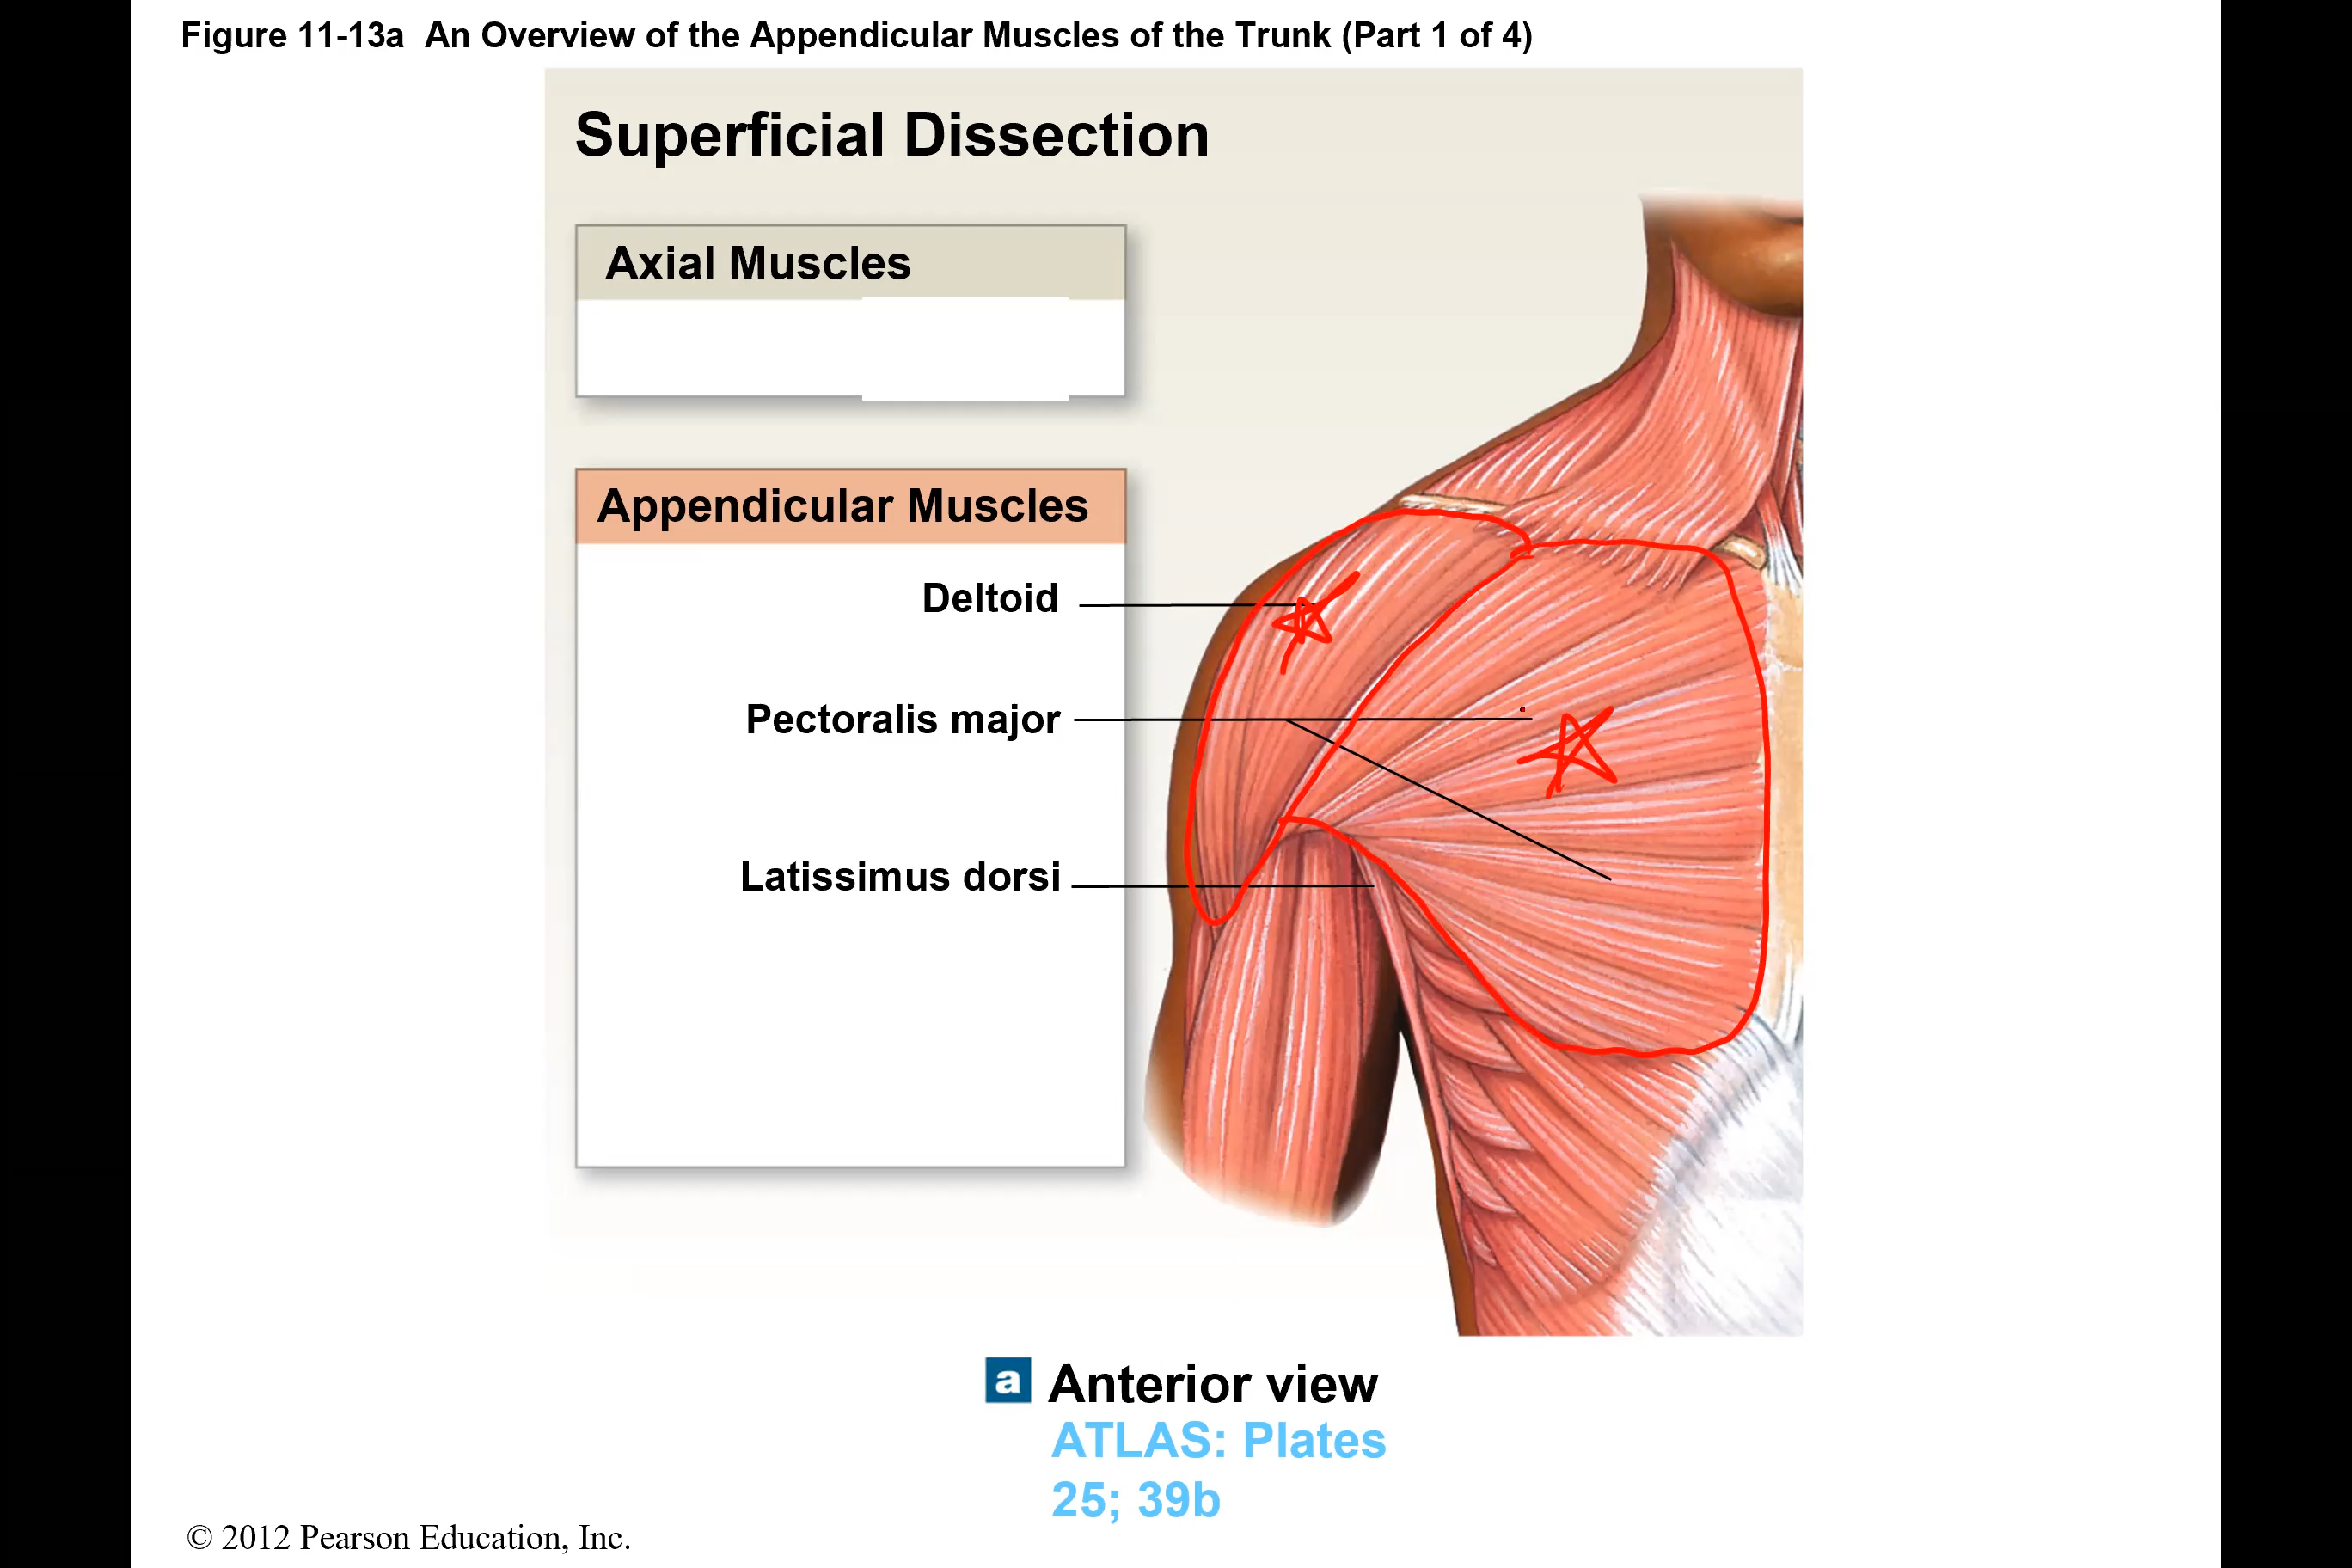 Figure 11-13a  An Overview of the Appendicular Muscles of the Trunk (Part 1 of 4)
Superficial Dissection
Axial Muscles
Appendicular Muscles
Deltoid
Pectoralis major
Latissimus dorsi
a Anterior view
ATLAS: Plates
25; 39b
© 2012 Pearson Education, Inc.